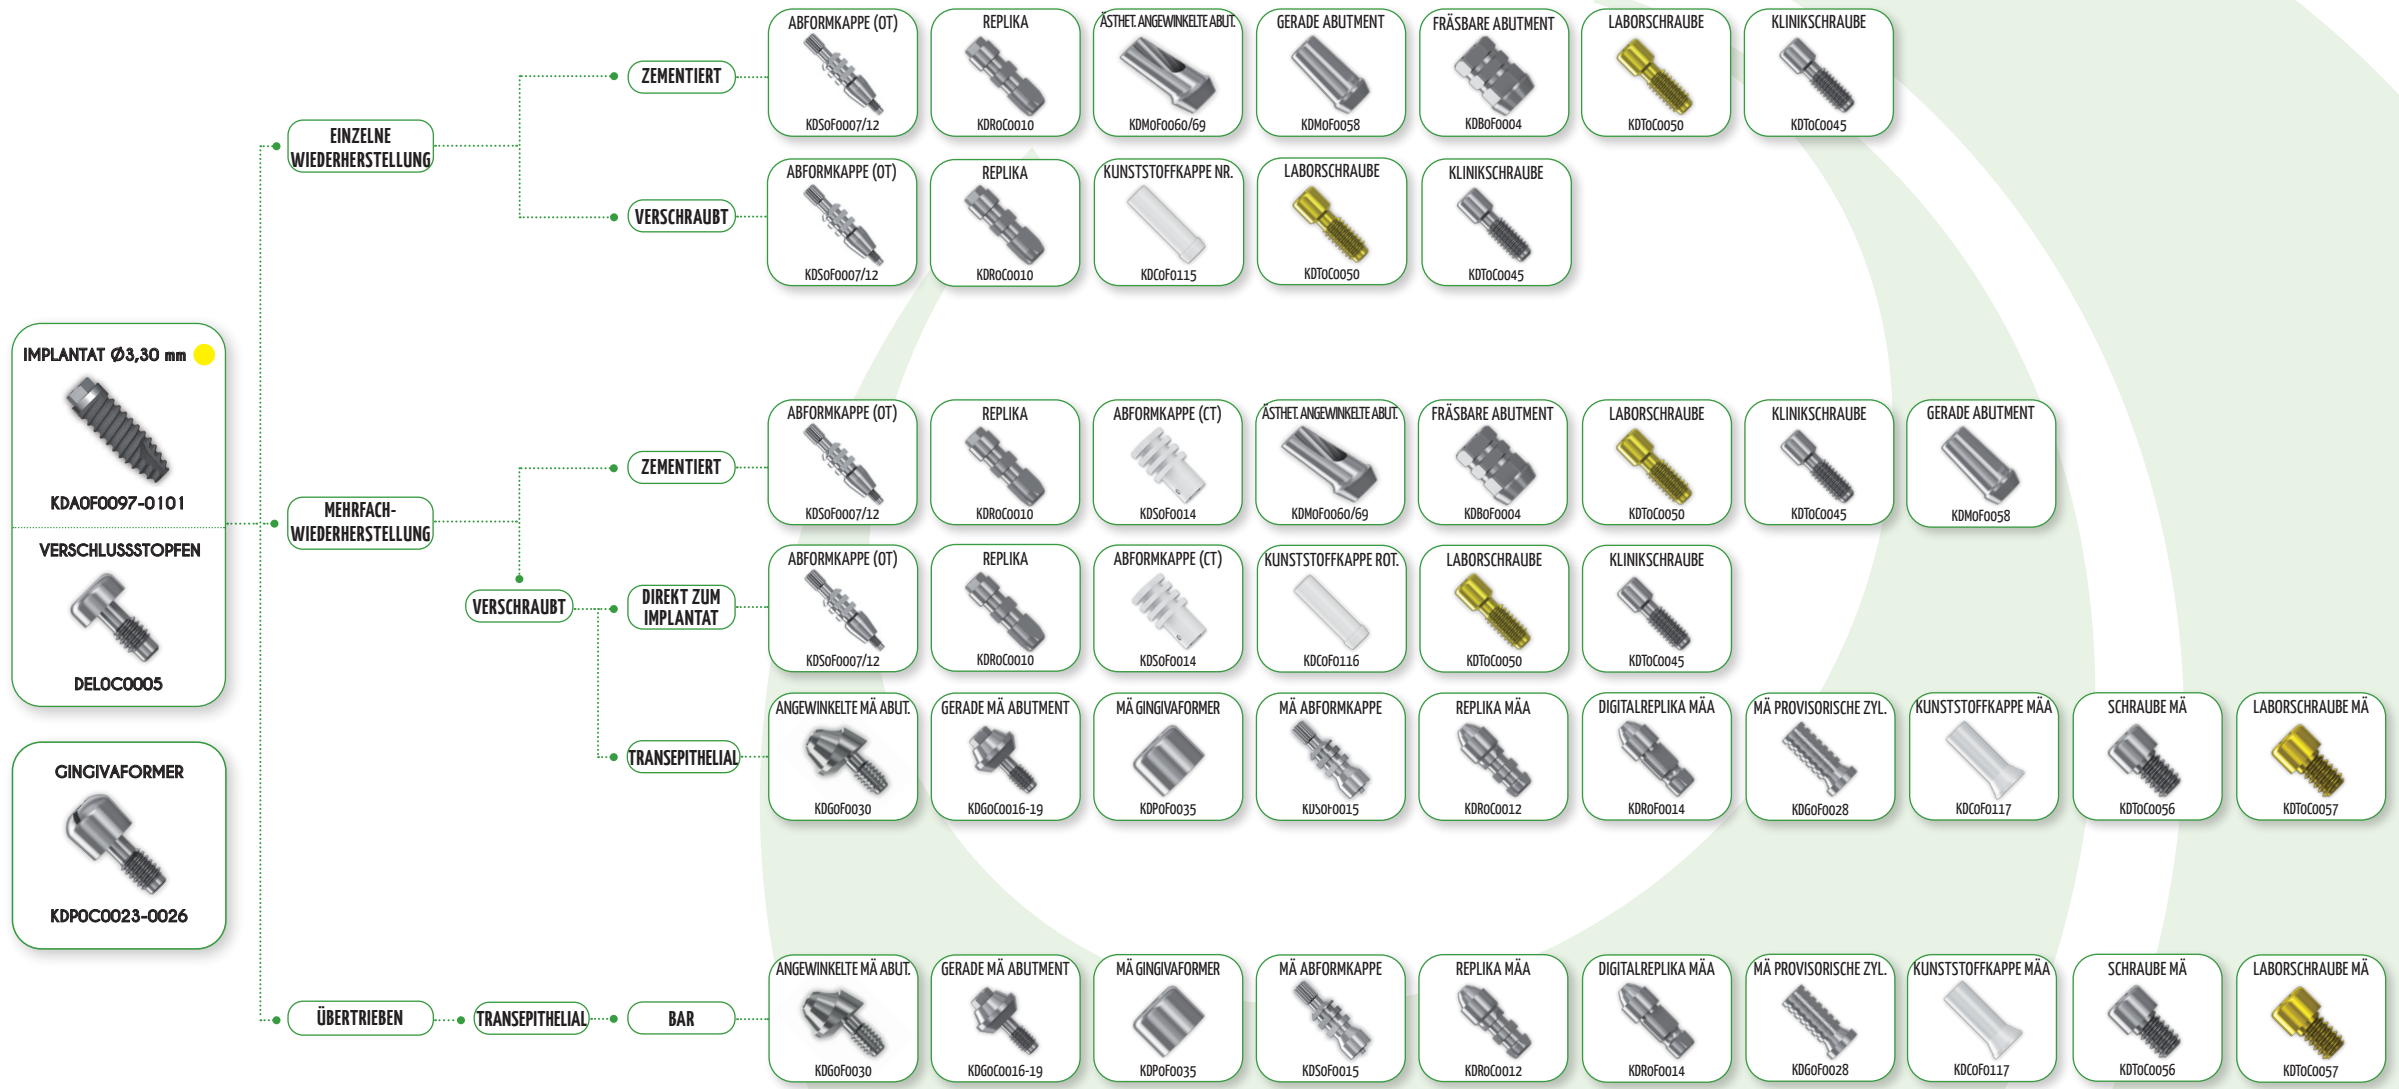 IMPLANTAT Ø3,30 mm
KDA0F0097-0101
VERSCHLUSSSTOPFEN
DEL0C0005
GINGIVAFORMER
KDP0C0023-0026
EINZELNE
WIEDERHERSTELLUNG
ZEMENTIERT
ABFORMKAPPE (OT)
KDS0F0007/12
REPLIKA
KDR0C0010
ÄSTHET. ANGEWINKELTE ABUT.
KDM0F0060/69
GERADE ABUTMENT
KDM0F0058
FRÄSBARE ABUTMENT
KDB0F0004
LABORSCHRAUBE
KDT0C0050
KLINIKSCHRAUBE
KDT0C0045
VERSCHRAUBT
ABFORMKAPPE (OT)
KDS0F0007/12
REPLIKA
KDR0C0010
KUNSTSTOFFKAPPE NR.
KDC0F0115
LABORSCHRAUBE
KDT0C0050
KLINIKSCHRAUBE
KDT0C0045
MEHRFACH-
WIEDERHERSTELLUNG
ZEMENTIERT
ABFORMKAPPE (OT)
KDS0F0007/12
REPLIKA
KDR0C0010
ABFORMKAPPE (CT)
KDS0F0014
ÄSTHET. ANGEWINKELTE ABUT.
KDM0F0060/69
FRÄSBARE ABUTMENT
KDB0F0004
LABORSCHRAUBE
KDT0C0050
KLINIKSCHRAUBE
KDT0C0045
GERADE ABUTMENT
KDM0F0058
VERSCHRAUBT
DIREKT ZUM
IMPLANTAT
ABFORMKAPPE (OT)
KDS0F0007/12
REPLIKA
KDR0C0010
ABFORMKAPPE (CT)
KDS0F0014
KUNSTSTOFFKAPPE ROT.
KDC0F0116
LABORSCHRAUBE
KDT0C0050
KLINIKSCHRAUBE
KDT0C0045
TRANSEPITHELIAL
ANGEWINKELTE MÄ ABUT.
KDG0F0030
GERADE MÄ ABUTMENT
KDG0C0016-19
MÄ GINGIVAFORMER
KDP0F0035
MÄ ABFORMKAPPE
KDS0F0015
REPLIKA MÄA
KDR0C0012
DIGITALREPLIKA MÄA
KDR0F0014
MÄ PROVISORISCHE ZYL.
KDG0F0028
KUNSTSTOFFKAPPE MÄA
KDC0F0117
SCHRAUBE MÄ
KDT0C0056
LABORSCHRAUBE MÄ
KDT0C0057
ÜBERTRIEBEN
TRANSEPITHELIAL
BAR
ANGEWINKELTE MÄ ABUT.
KDG0F0030
GERADE MÄ ABUTMENT
KDG0C0016-19
MÄ GINGIVAFORMER
KDP0F0035
MÄ ABFORMKAPPE
KDS0F0015
REPLIKA MÄA
KDR0C0012
DIGITALREPLIKA MÄA
KDR0F0014
MÄ PROVISORISCHE ZYL.
KDG0F0028
KUNSTSTOFFKAPPE MÄA
KDC0F0117
SCHRAUBE MÄ
KDT0C0056
LABORSCHRAUBE MÄ
KDT0C0057